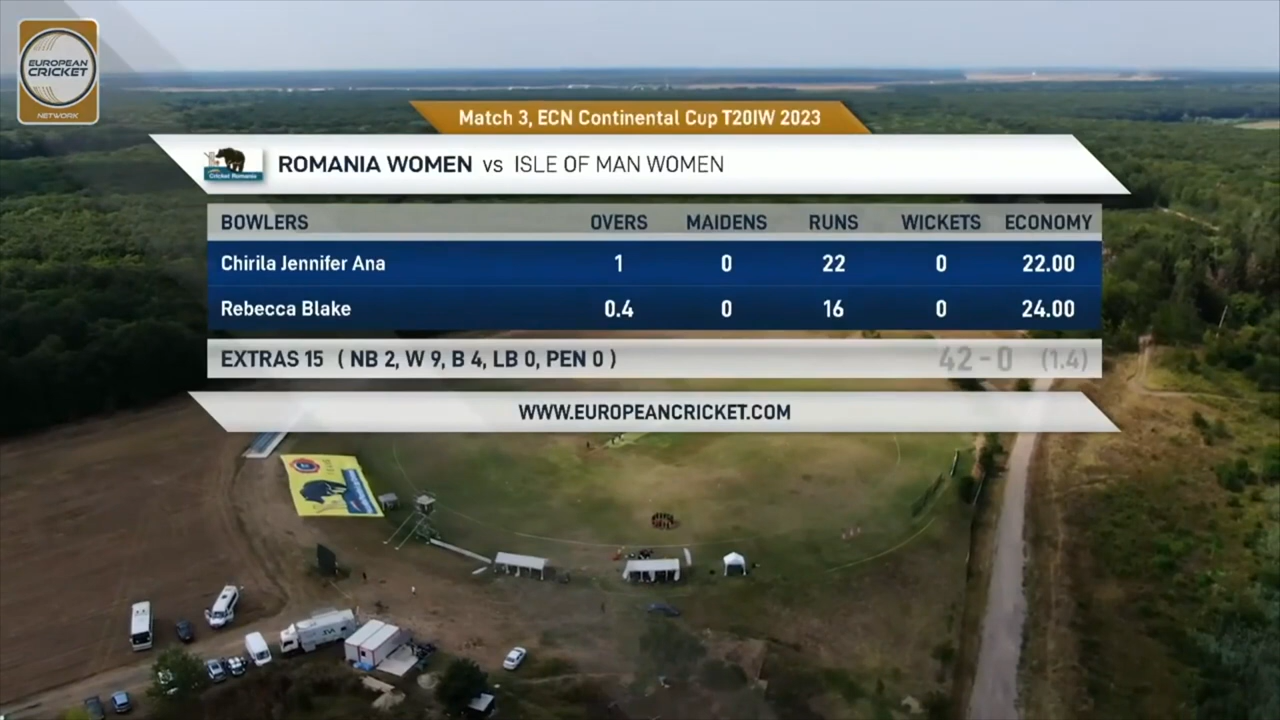 EUROPEAN
CRICKET
NETWORK
Match 3, ECN Continental Cup T20IW 2023
Cricket Romania
ROMANIA WOMEN vs ISLE OF MAN WOMEN
BOWLERS OVERS MAIDENS RUNS WICKETS ECONOMY
Chirila Jennifer Ana 1 0 22 0 22.00
Rebecca Blake 0.4 0 16 0 24.00
EXTRAS 15 ( NB 2, W 9, B 4, LB 0, PEN 0 ) 42 - 0 (1.4)
WWW.EUROPEANCRICKET.COM